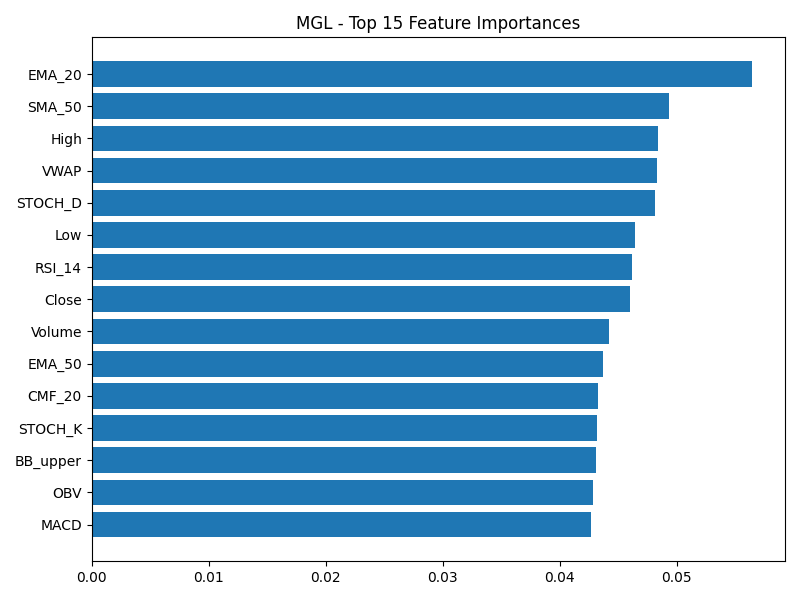 MGL - Top 15 Feature Importances
EMA_20
SMA_50
High
VWAP
STOCH_D
Low
RSI_14
Close
Volume
EMA_50
CMF_20
STOCH_K
BB_upper
OBV
MACD
0.00 0.01 0.02 0.03 0.04 0.05